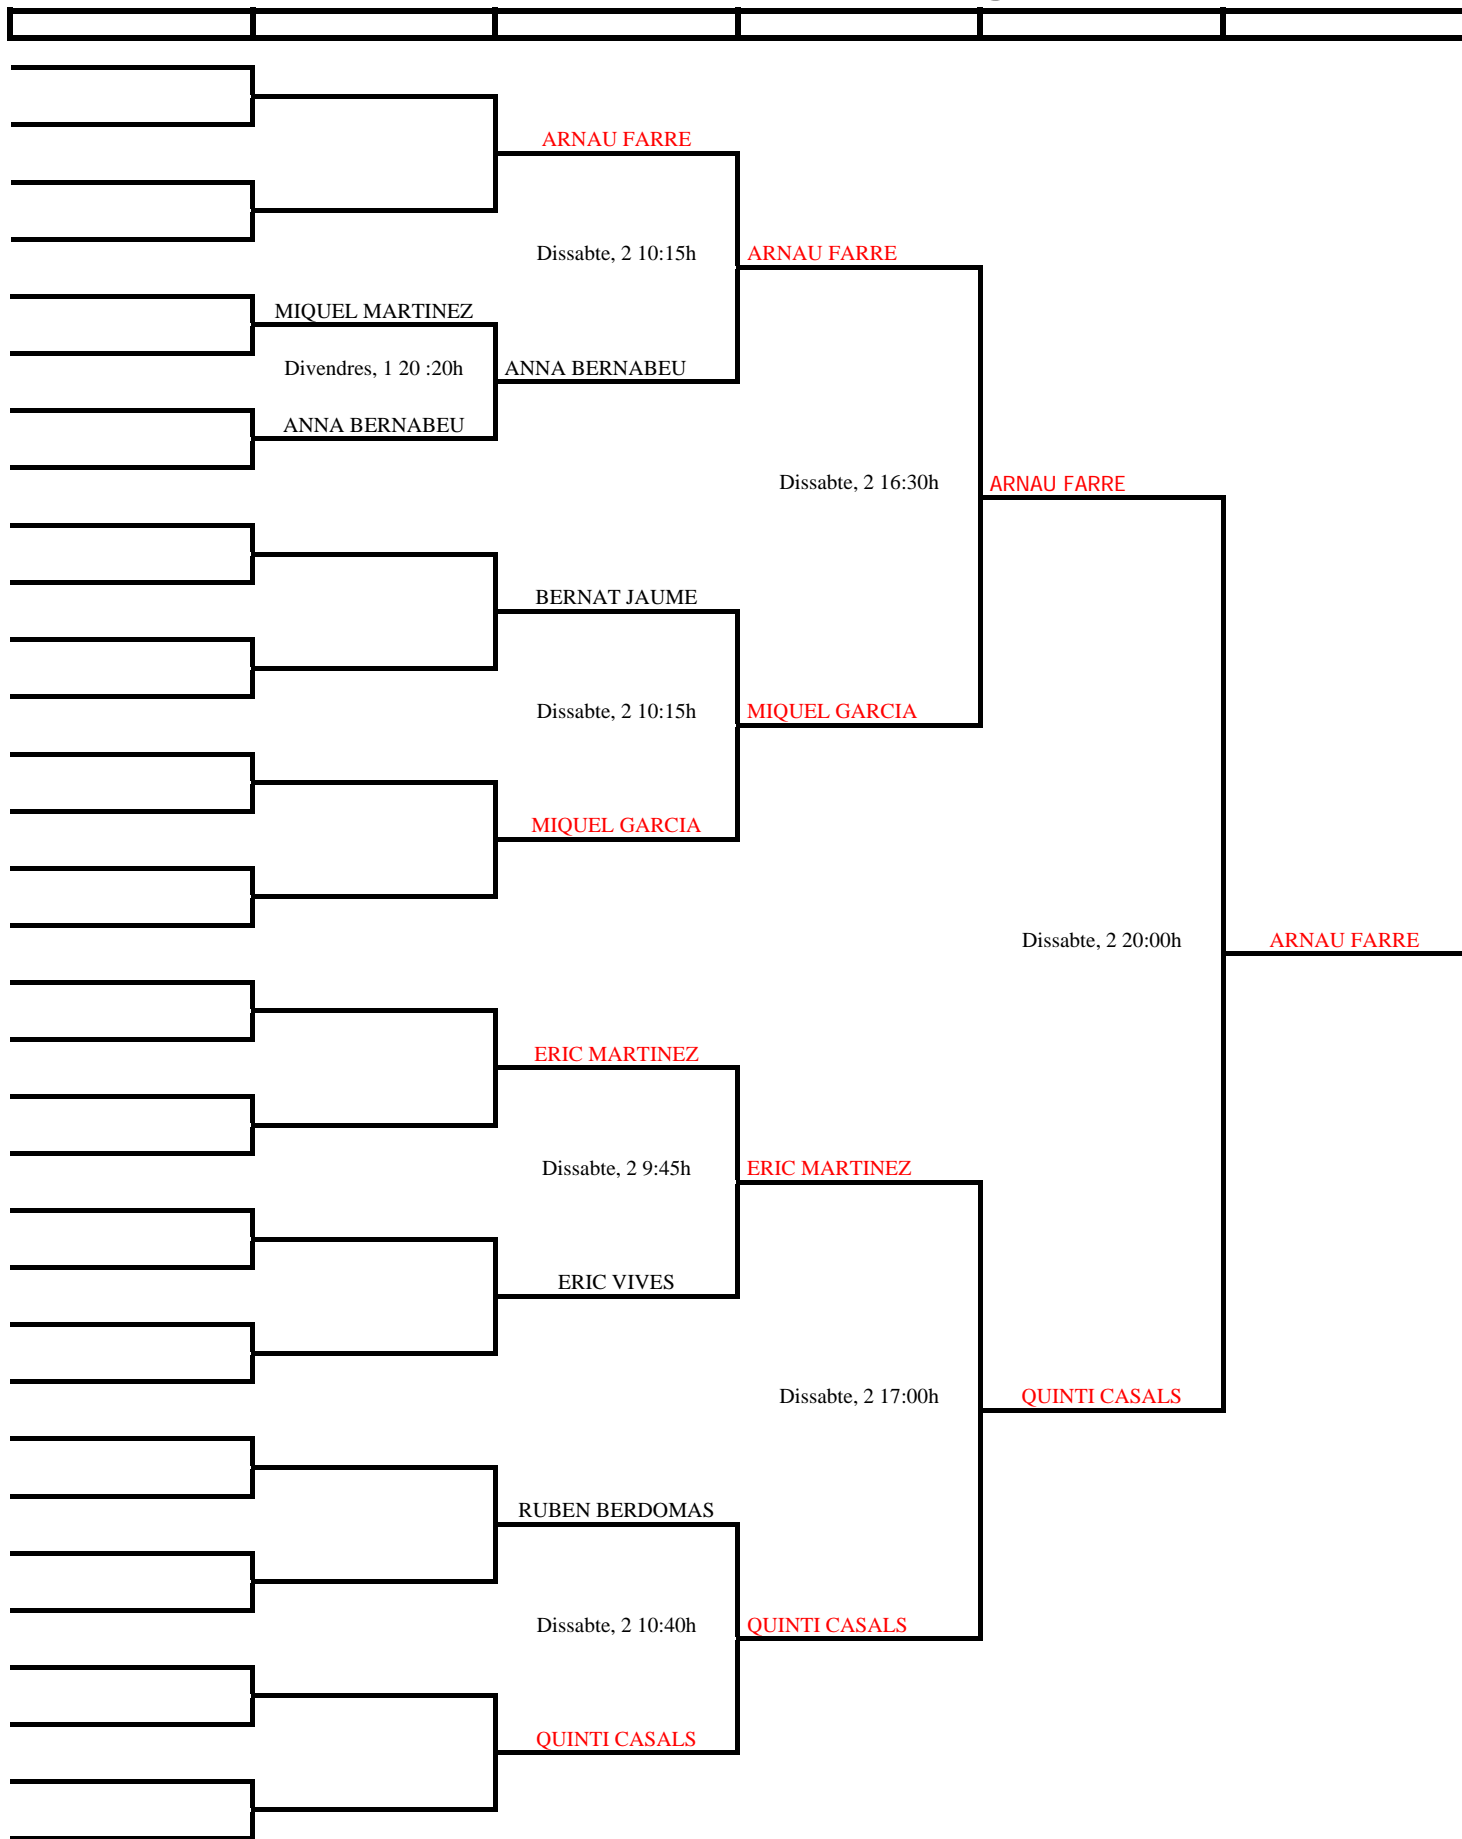 ARNAU FARRE
Dissabte, 2 10:15h
ARNAU FARRE
MIQUEL MARTINEZ
Divendres, 1 20 :20h
ANNA BERNABEU
ANNA BERNABEU
Dissabte, 2 16:30h
ARNAU FARRE
BERNAT JAUME
Dissabte, 2 10:15h
MIQUEL GARCIA
MIQUEL GARCIA
Dissabte, 2 20:00h
ARNAU FARRE
ERIC MARTINEZ
Dissabte, 2 9:45h
ERIC MARTINEZ
ERIC VIVES
Dissabte, 2 17:00h
QUINTI CASALS
RUBEN BERDOMAS
Dissabte, 2 10:40h
QUINTI CASALS
QUINTI CASALS